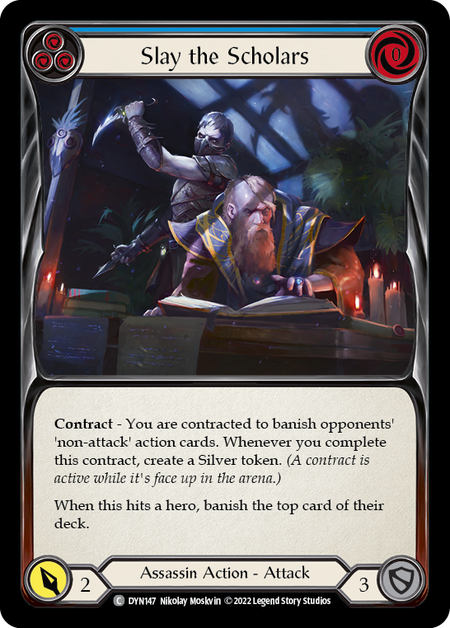 Slay the Scholars
0
Contract - You are contracted to banish opponents'
'non-attack' action cards. Whenever you complete
this contract, create a Silver token. (A contract is
active while it's face up in the arena.)
When this hits a hero, banish the top card of their
deck.
2
Assassin Action - Attack
3
C DYN147 Nikolay Moskvin ©2022 Legend Story Studios